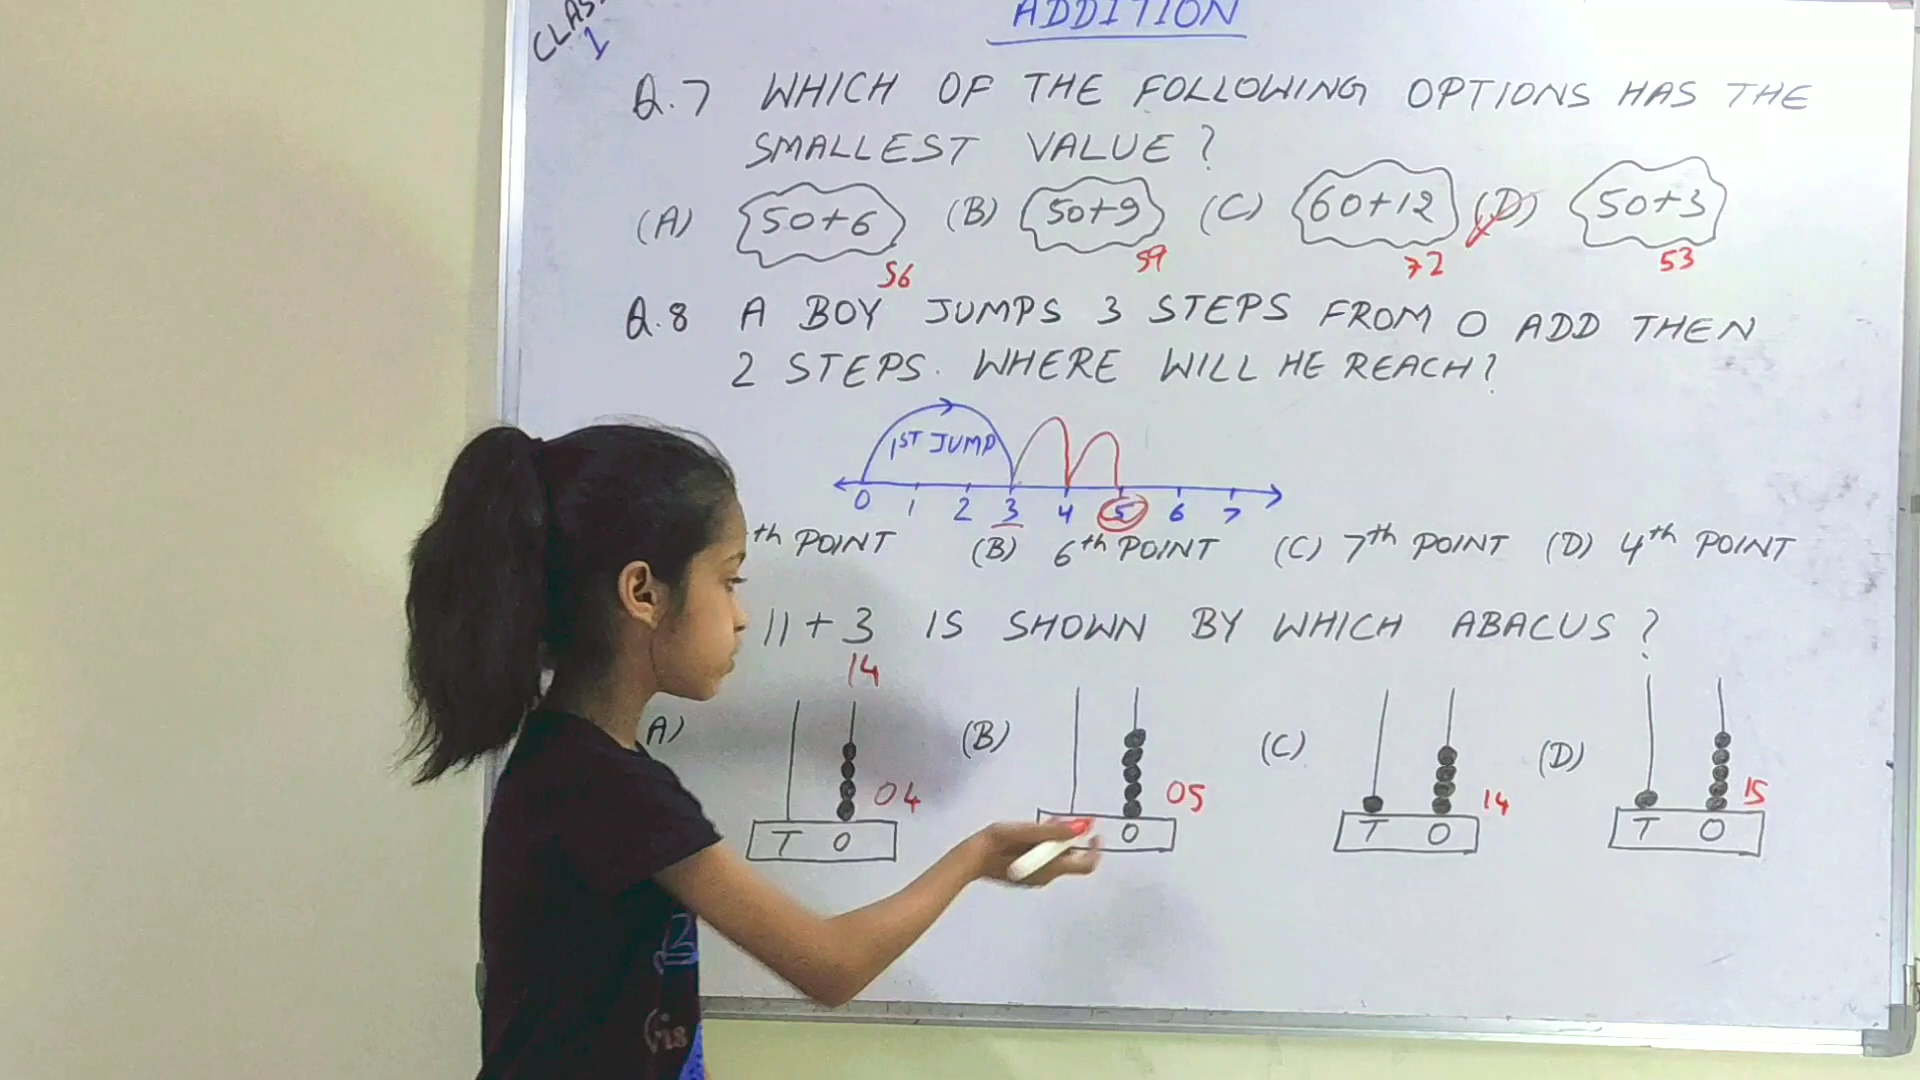 CLASS
1
ADDITION
Q.7 WHICH OF THE FOLLOWING OPTIONS HAS THE
SMALLEST VALUE?
(A) 50+6 (B) 50+9 (C) 60+12 (D) 50+3
56 59 72 53
Q.8 A BOY JUMPS 3 STEPS FROM 0 ADD THEN
2 STEPS. WHERE WILL HE REACH?
1ST JUMP
0 1 2 3 4 5 6 7
th POINT (B) 6th POINT (C) 7th POINT (D) 4th POINT
11+3 IS SHOWN BY WHICH ABACUS?
14
A) (B) (C) (D)
04 05 14 15
T O O T O T O